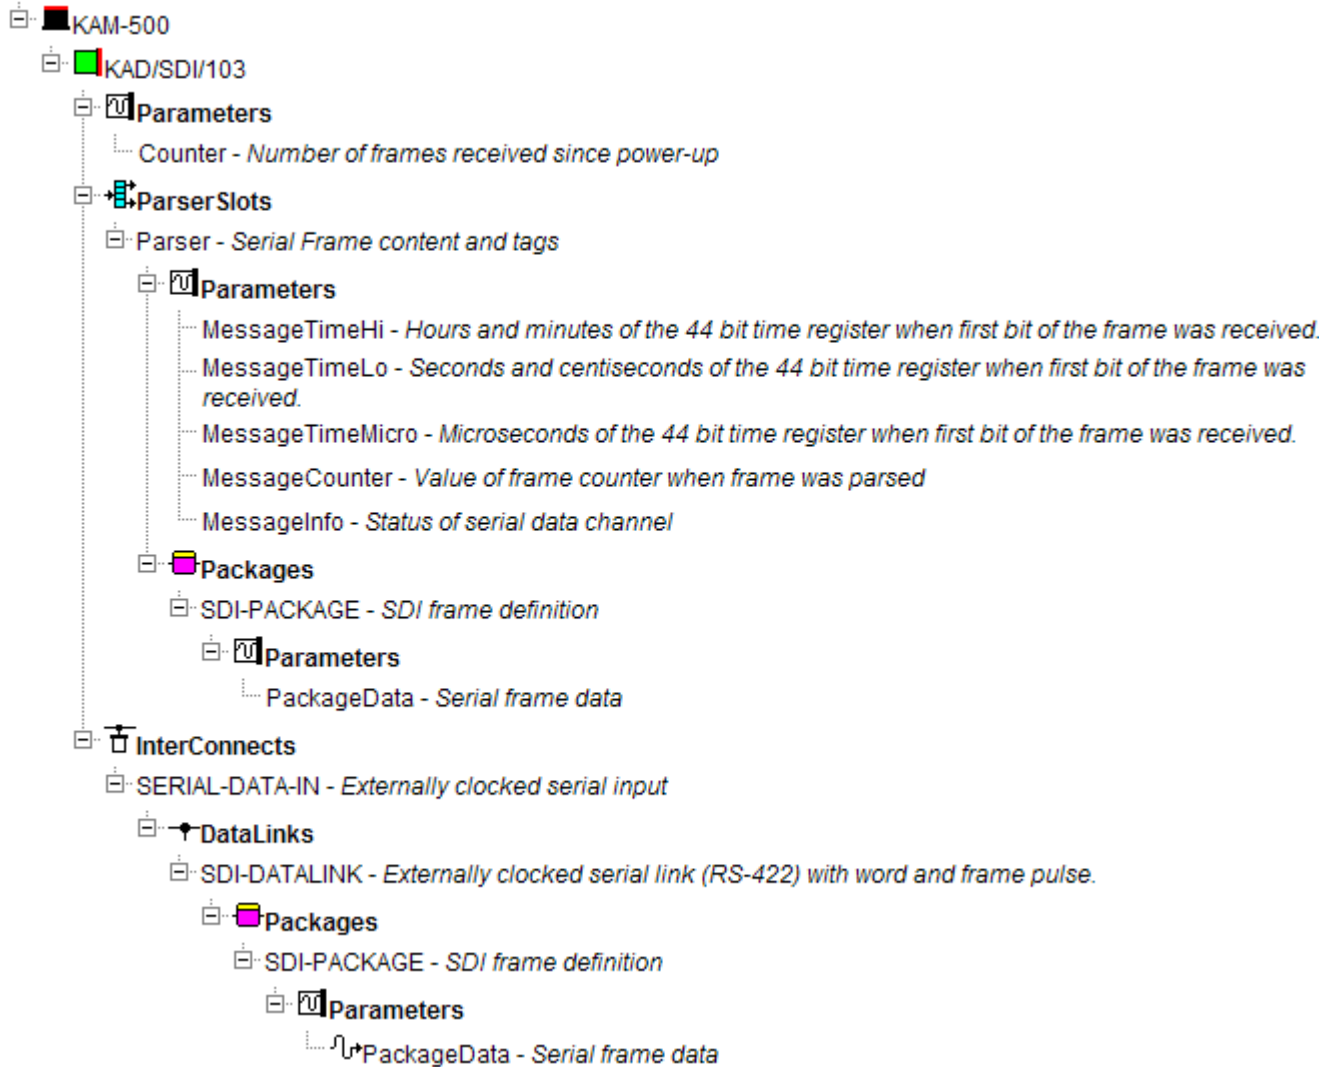 KAM-500
KAD/SDI/103
Parameters
Counter - Number of frames received since power-up
ParserSlots
Parser - Serial Frame content and tags
Parameters
MessageTimeHi - Hours and minutes of the 44 bit time register when first bit of the frame was received.
MessageTimeLo - Seconds and centiseconds of the 44 bit time register when first bit of the frame was
received.
MessageTimeMicro - Microseconds of the 44 bit time register when first bit of the frame was received.
MessageCounter - Value of frame counter when frame was parsed
MessageInfo - Status of serial data channel
Packages
SDI-PACKAGE - SDI frame definition
Parameters
PackageData - Serial frame data
InterConnects
SERIAL-DATA-IN - Externally clocked serial input
DataLinks
SDI-DATALINK - Externally clocked serial link (RS-422) with word and frame pulse.
Packages
SDI-PACKAGE - SDI frame definition
Parameters
PackageData - Serial frame data